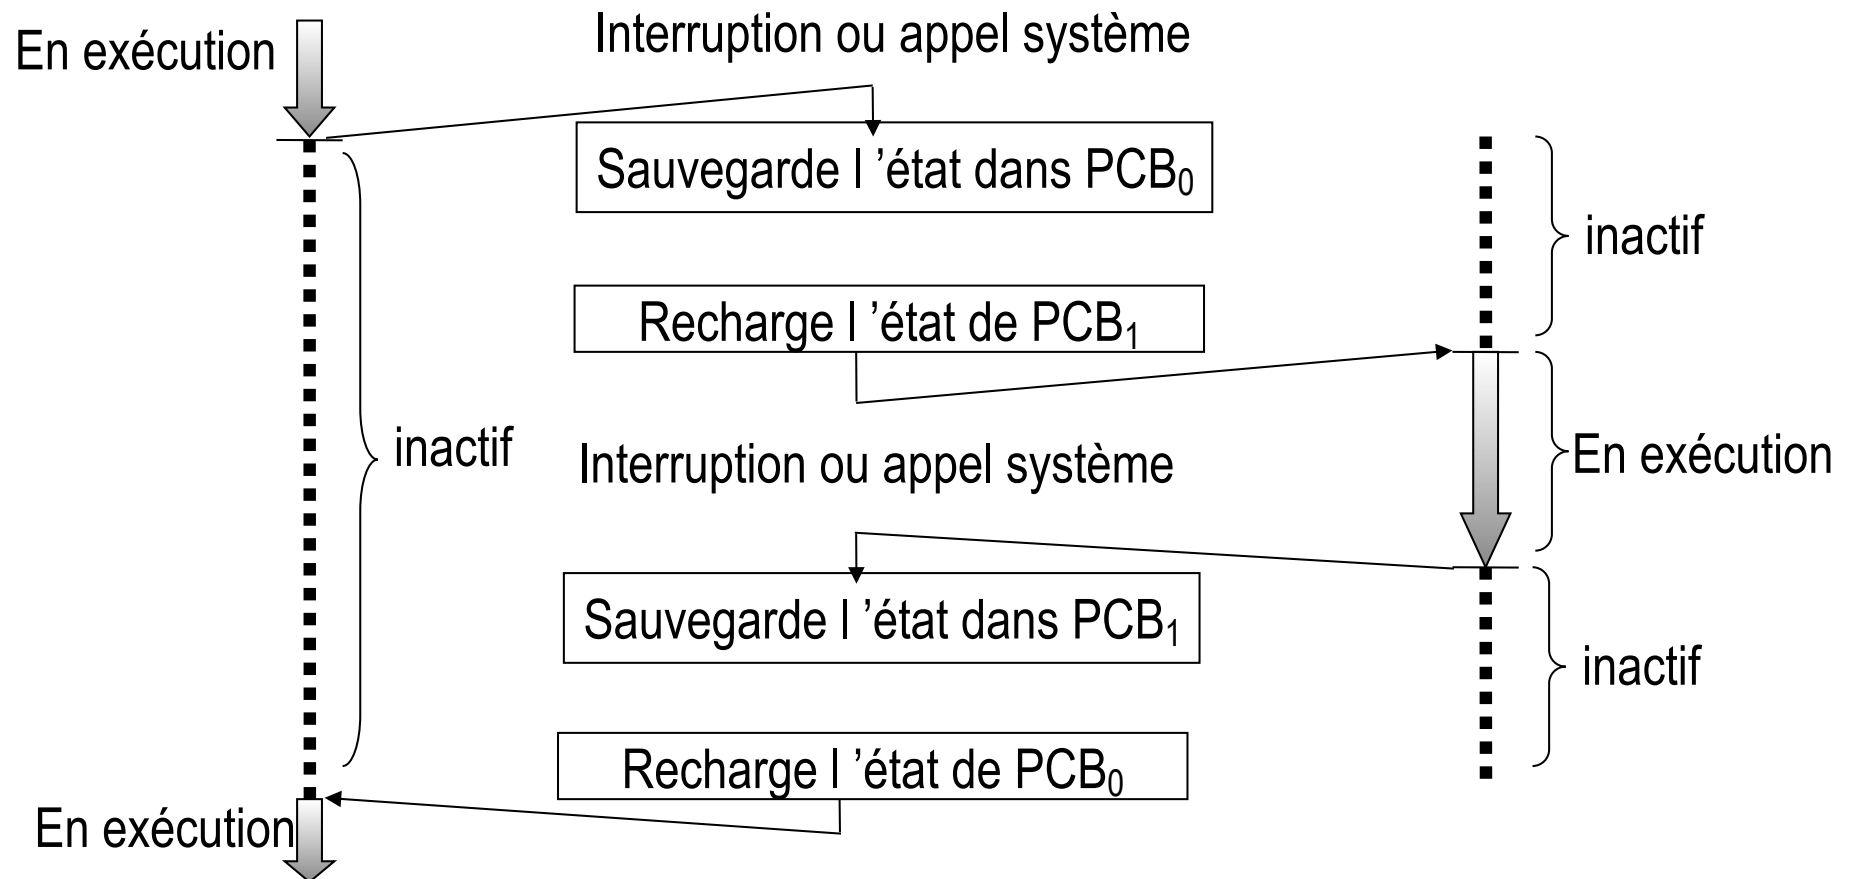 Interruption ou appel système
En exécution
Sauvegarde l ’état dans PCB₀
inactif
Recharge l ’état de PCB₁
inactif
Interruption ou appel système
En exécution
Sauvegarde l ’état dans PCB₁
inactif
Recharge l ’état de PCB₀
En exécution